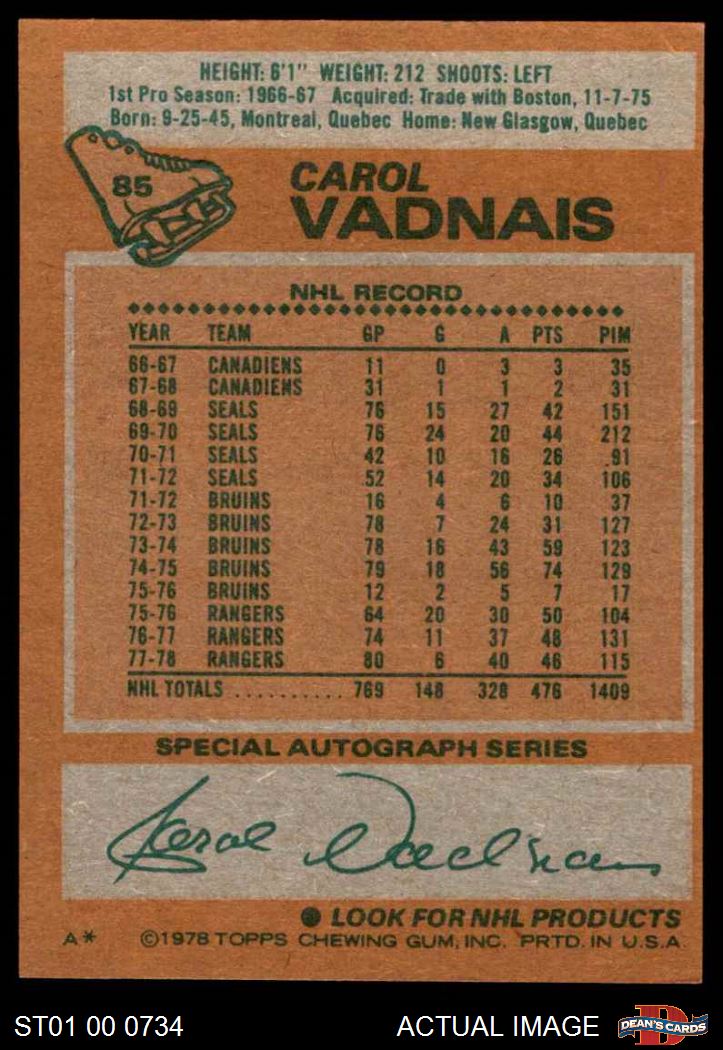 HEIGHT: 6'1" WEIGHT: 212 SHOOTS: LEFT
1st Pro Season: 1966-67 Acquired: Trade with Boston, 11-7-75
Born: 9-25-45, Montreal, Quebec Home: New Glasgow, Quebec
85
CAROL
VADNAIS
NHL RECORD
YEAR TEAM GP G A PTS PIM
66-67 CANADIENS 11 0 3 3 35
67-68 CANADIENS 31 1 1 2 31
68-69 SEALS 76 15 27 42 151
69-70 SEALS 76 24 20 44 212
70-71 SEALS 42 10 16 26 91
71-72 SEALS 52 14 20 34 106
71-72 BRUINS 16 4 6 10 37
72-73 BRUINS 78 7 24 31 127
73-74 BRUINS 78 16 43 59 123
74-75 BRUINS 79 18 56 74 129
75-76 BRUINS 12 2 5 7 17
75-76 RANGERS 64 20 30 50 104
76-77 RANGERS 74 11 37 48 131
77-78 RANGERS 80 6 40 46 115
NHL TOTALS .......... 769 148 328 476 1409
SPECIAL AUTOGRAPH SERIES
Carol Vadnais
● LOOK FOR NHL PRODUCTS
A* ©1978 TOPPS CHEWING GUM, INC. PRTD. IN U.S.A.
ST01 00 0734 ACTUAL IMAGE D DEAN'S CARDS